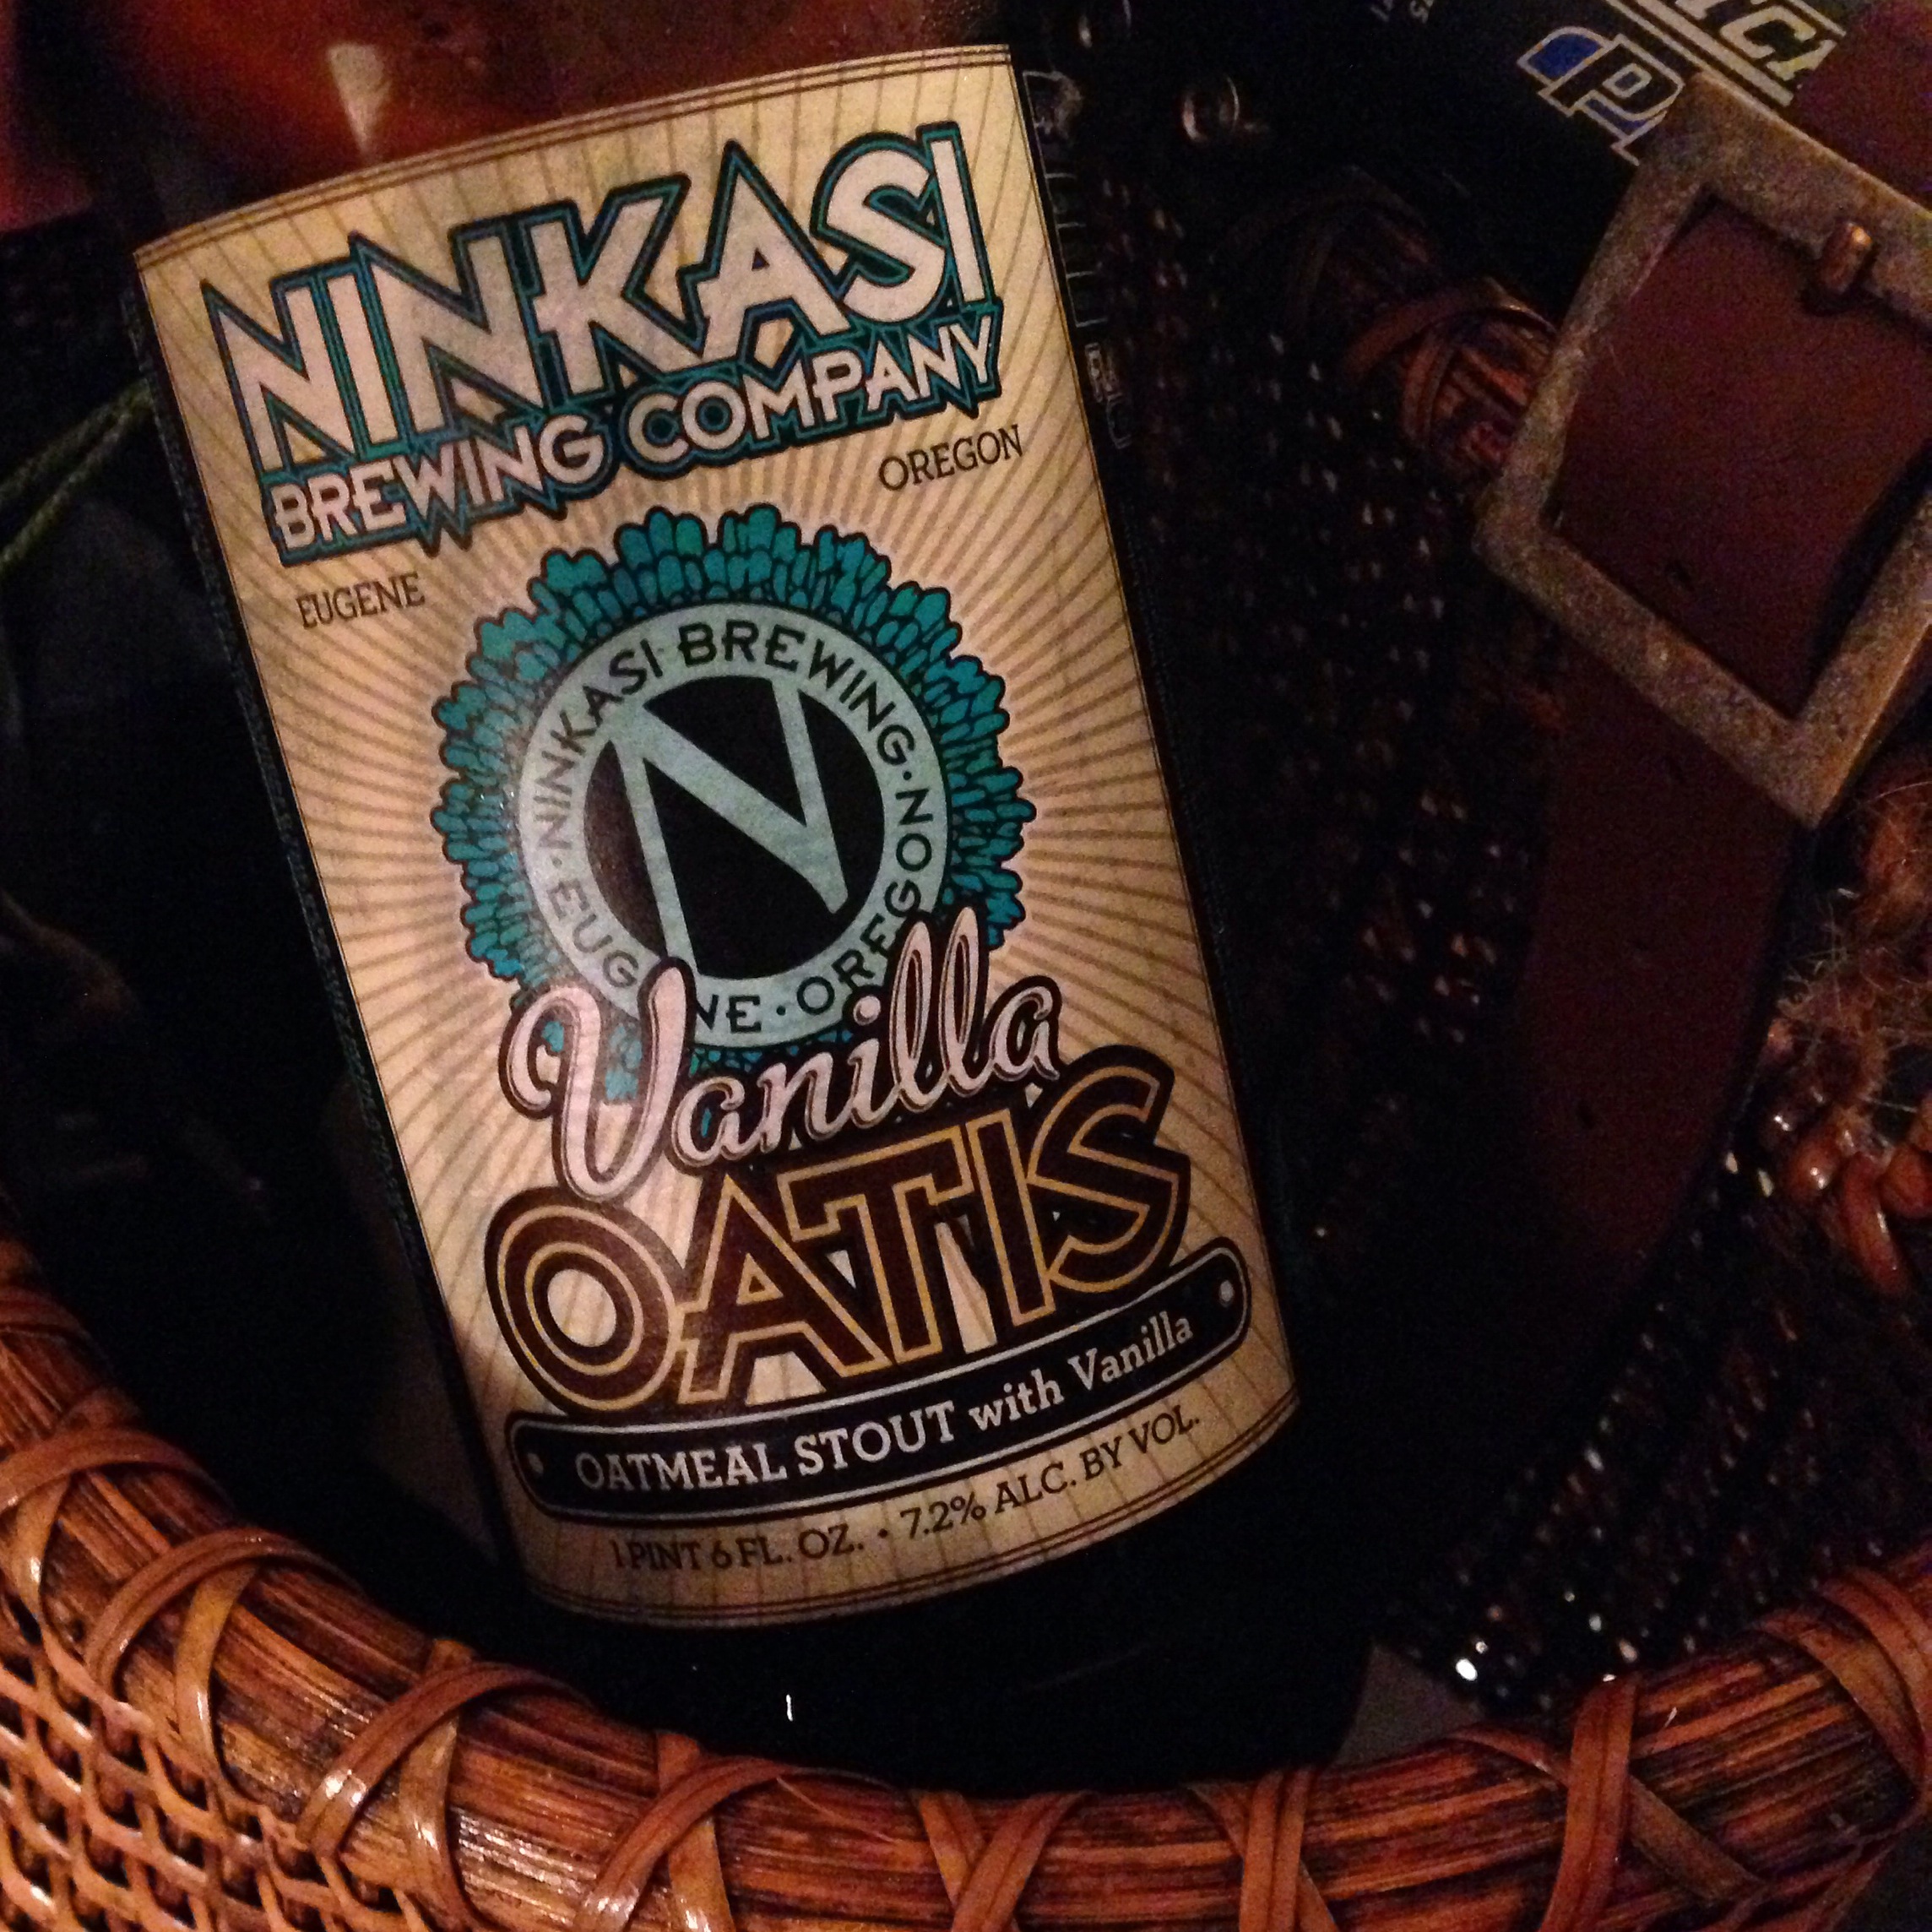 NINKASI
BREWING COMPANY
EUGENE
OREGON
NINKASI BREWING · EUGENE · OREGON ·
N
Vanilla
OATIS
OATMEAL STOUT with Vanilla
1 PINT 6 FL. OZ. • 7.2% ALC. BY VOL.